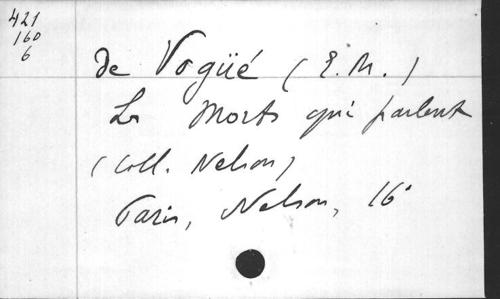 421
160
6
de Vogüé (E. M.)
Les Morts qui parlent
(Coll. Nelson)
Paris, Nelson, 16°